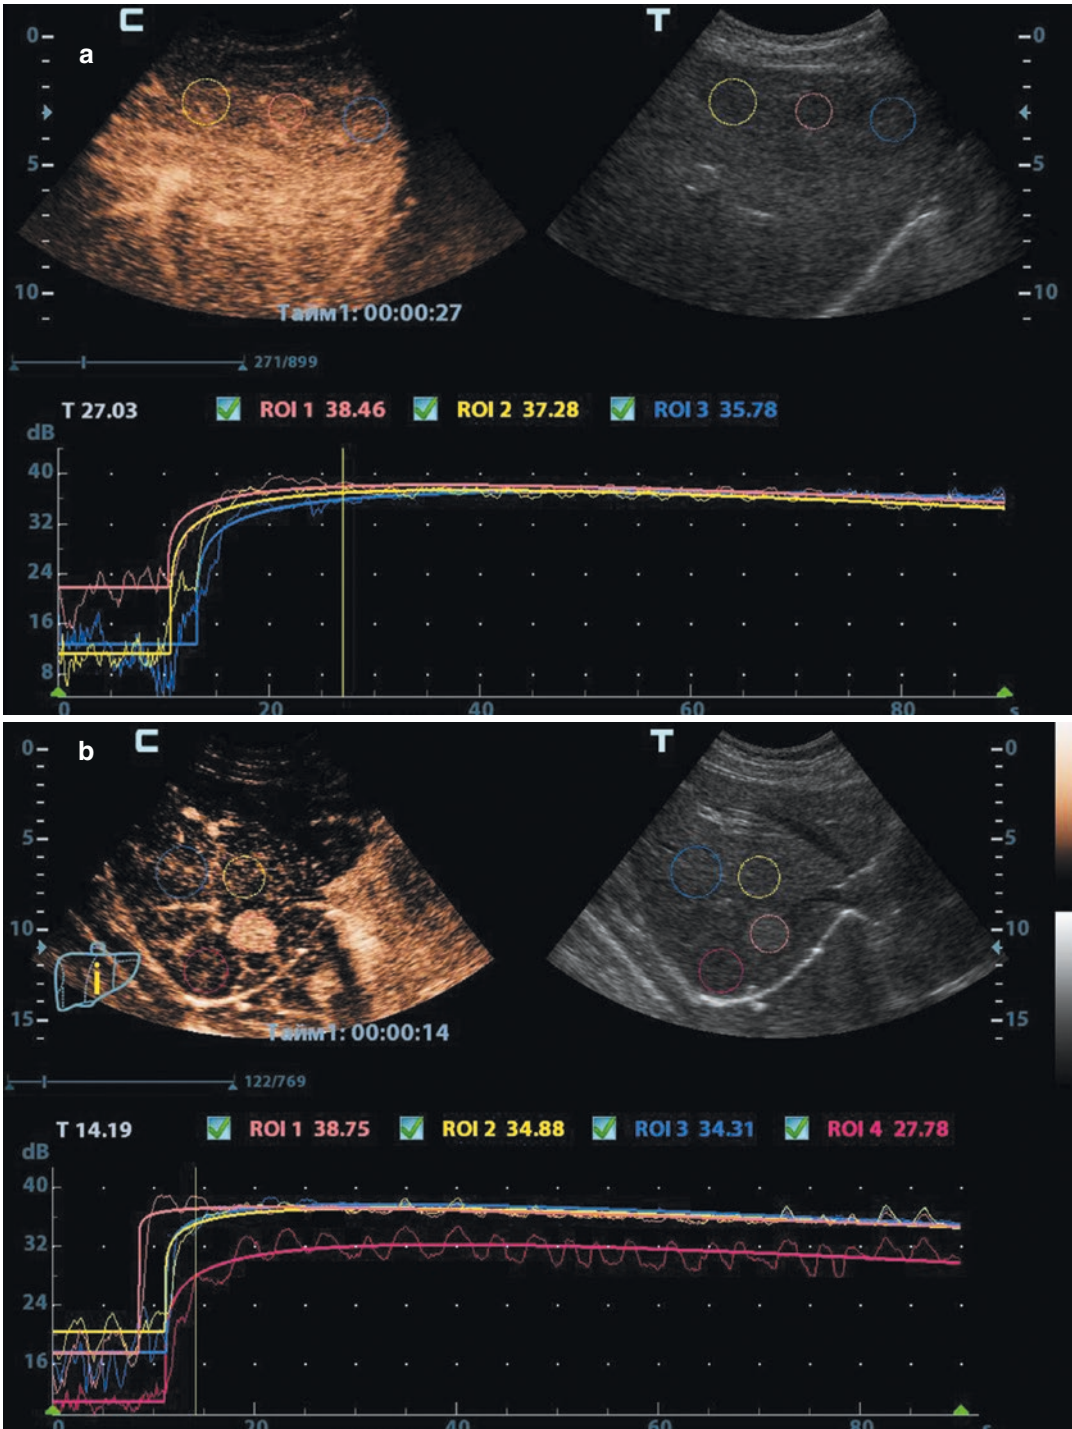 C T
a
0 0
5 5
10 10
Тайм1: 00:00:27
271/899
T 27.03 ROI 1 38.46 ROI 2 37.28 ROI 3 35.78
dB
40
32
24
16
8
0 20 40 60 80 s
C T
b
0 0
5 5
10 10
i
15 15
Тайм1: 00:00:14
122/769
T 14.19 ROI 1 38.75 ROI 2 34.88 ROI 3 34.31 ROI 4 27.78
dB
40
32
24
16
0 20 40 60 80 s